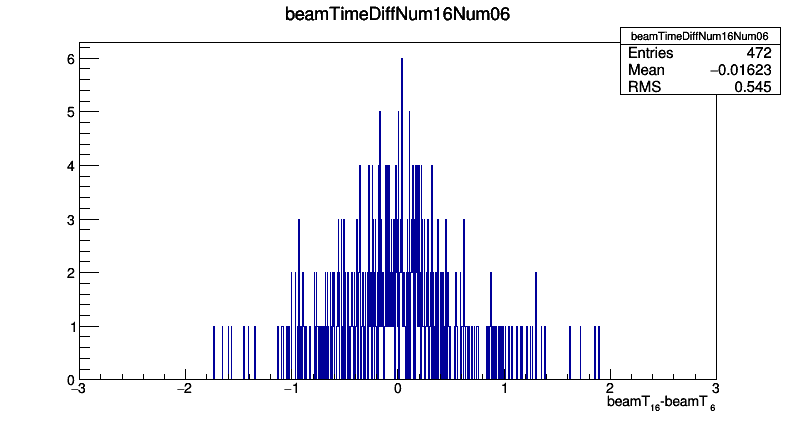 beamTimeDiffNum16Num06
beamTimeDiffNum16Num06
Entries 472
Mean −0.01623
RMS 0.545
6
5
4
3
2
1
0
−3 −2 −1 0 1 2 3
beamT16-beamT6